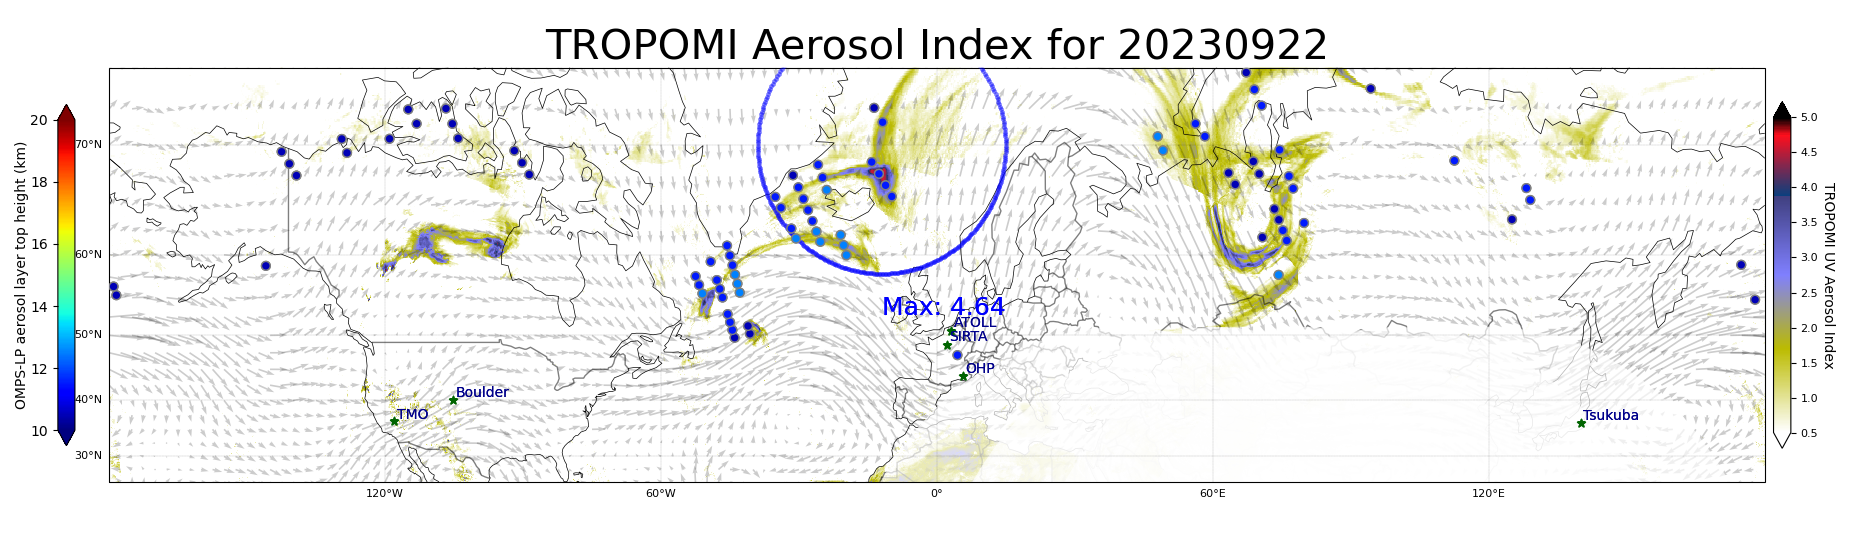 TROPOMI Aerosol Index for 20230922
OMPS-LP aerosol layer top height (km)
20
18
16
14
12
10
70°N
60°N
50°N
40°N
30°N
120°W
60°W
0°
60°E
120°E
Max: 4.64
ATOLL
SIRTA
OHP
Boulder
TMO
Tsukuba
5.0
4.5
4.0
3.5
3.0
2.5
2.0
1.5
1.0
0.5
TROPOMI UV Aerosol Index